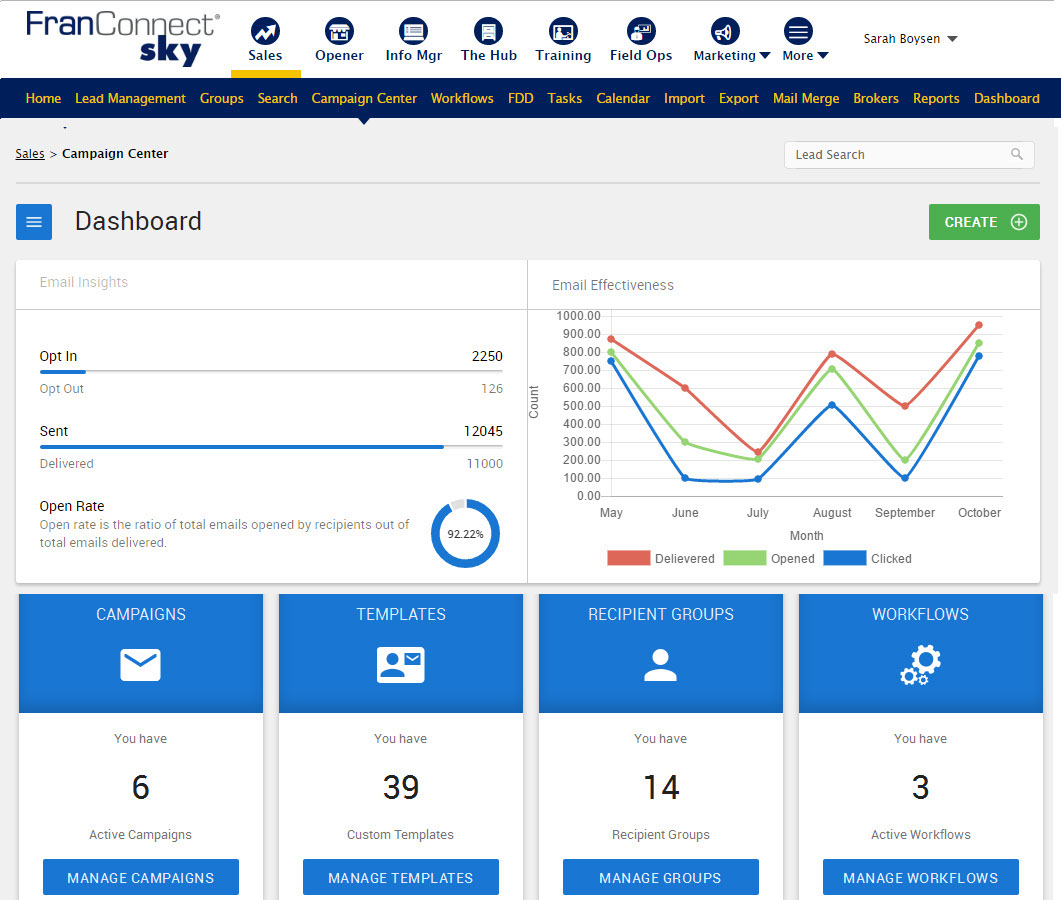 FranConnect®
sky
Sales
Opener
Info Mgr
The Hub
Training
Field Ops
Marketing
More
Sarah Boysen
Home Lead Management Groups Search Campaign Center Workflows FDD Tasks Calendar Import Export Mail Merge Brokers Reports Dashboard
Sales > Campaign Center
Lead Search
Dashboard
CREATE
Email Insights
Opt In 2250
Opt Out 126
Sent 12045
Delivered 11000
Open Rate
Open rate is the ratio of total emails opened by recipients out of
total emails delivered.
92.22%
Email Effectiveness
1000.00
900.00
800.00
700.00
600.00
500.00
400.00
300.00
200.00
100.00
0.00
Count
May June July August September October
Month
Delievered Opened Clicked
CAMPAIGNS
You have
6
Active Campaigns
MANAGE CAMPAIGNS
TEMPLATES
You have
39
Custom Templates
MANAGE TEMPLATES
RECIPIENT GROUPS
You have
14
Recipient Groups
MANAGE GROUPS
WORKFLOWS
You have
3
Active Workflows
MANAGE WORKFLOWS